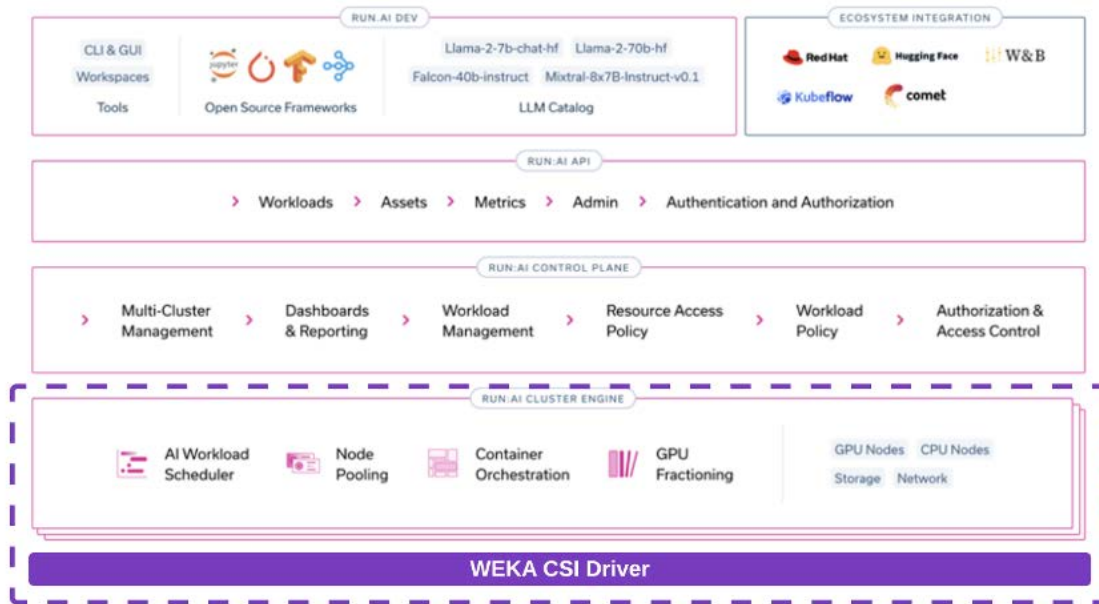 RUN.AI DEV
CLI & GUI
Workspaces
Tools
jupyter
Open Source Frameworks
Llama-2-7b-chat-hf Llama-2-70b-hf
Falcon-40b-instruct Mixtral-8x7B-Instruct-v0.1
LLM Catalog
ECOSYSTEM INTEGRATION
Red Hat Hugging Face W&B
Kubeflow comet
RUN:AI API
Workloads Assets Metrics Admin Authentication and Authorization
RUN:AI CONTROL PLANE
Multi-Cluster
Management
Dashboards
& Reporting
Workload
Management
Resource Access
Policy
Workload
Policy
Authorization &
Access Control
RUN:AI CLUSTER ENGINE
AI Workload
Scheduler
Node
Pooling
Container
Orchestration
GPU
Fractioning
GPU Nodes CPU Nodes
Storage Network
WEKA CSI Driver